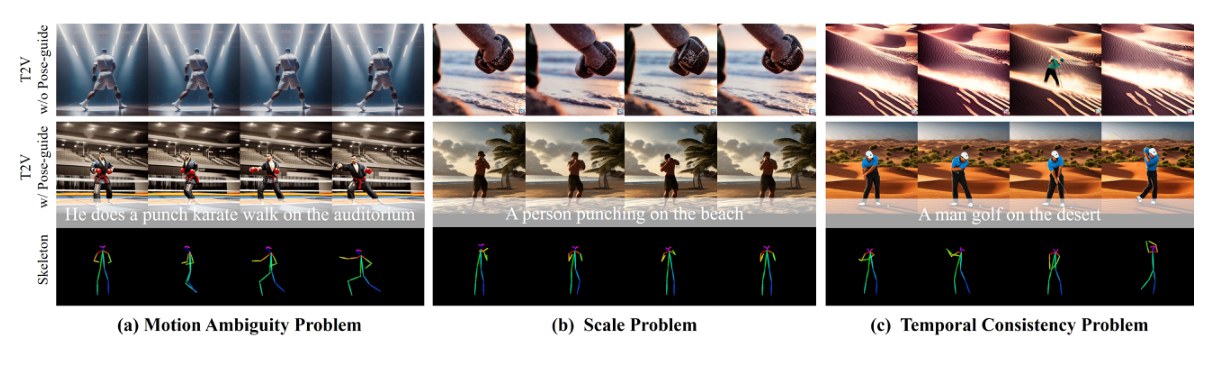 T2V
w/o Pose-guide
T2V
w/ Pose-guide
He does a punch karate walk on the auditorium
A person punching on the beach
A man golf on the desert
Skeleton
(a) Motion Ambiguity Problem
(b) Scale Problem
(c) Temporal Consistency Problem